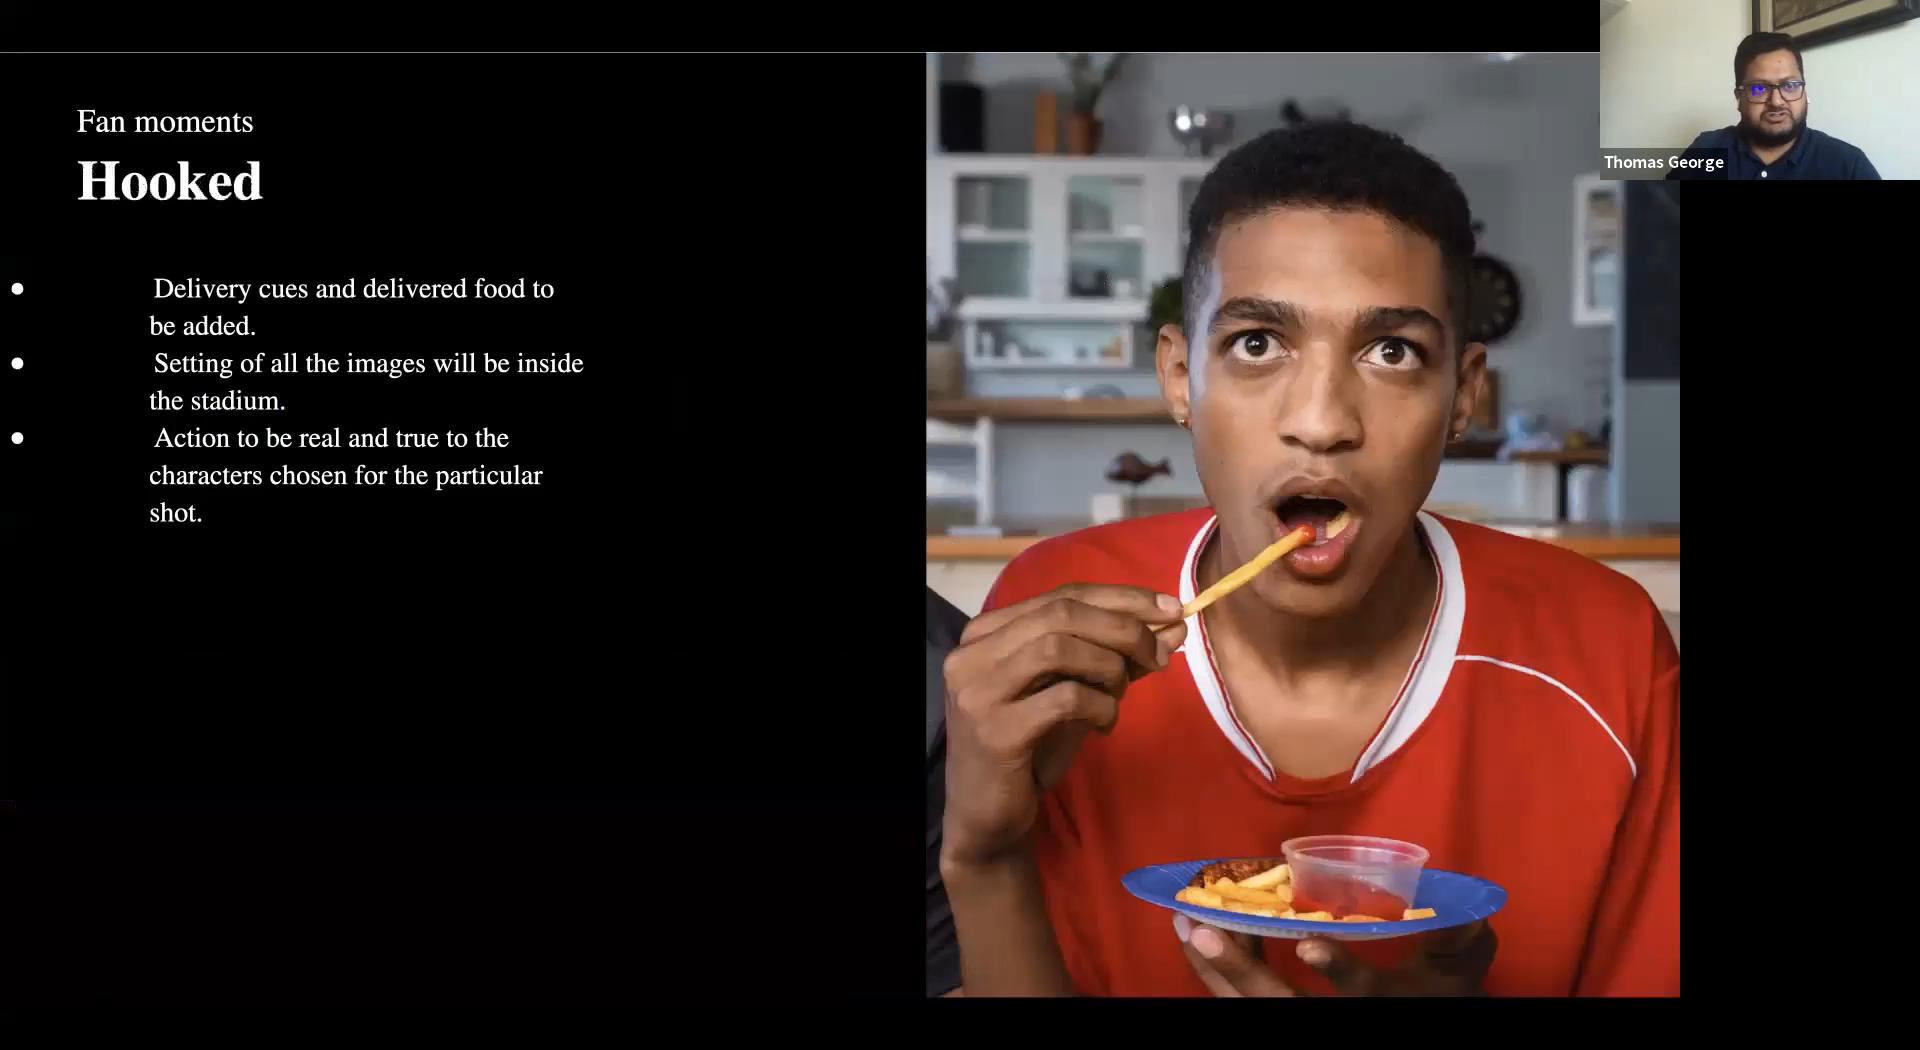 Fan moments
Hooked
● Delivery cues and delivered food to
be added.
● Setting of all the images will be inside
the stadium.
● Action to be real and true to the
characters chosen for the particular
shot.
Thomas George